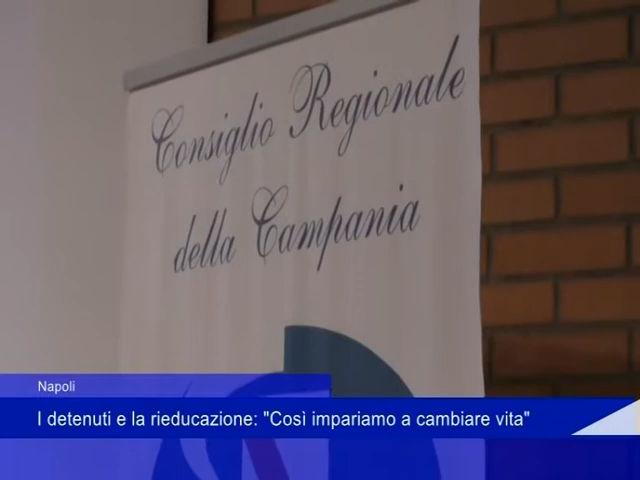 Consiglio Regionale
della Campania
Napoli
I detenuti e la rieducazione: "Così impariamo a cambiare vita"